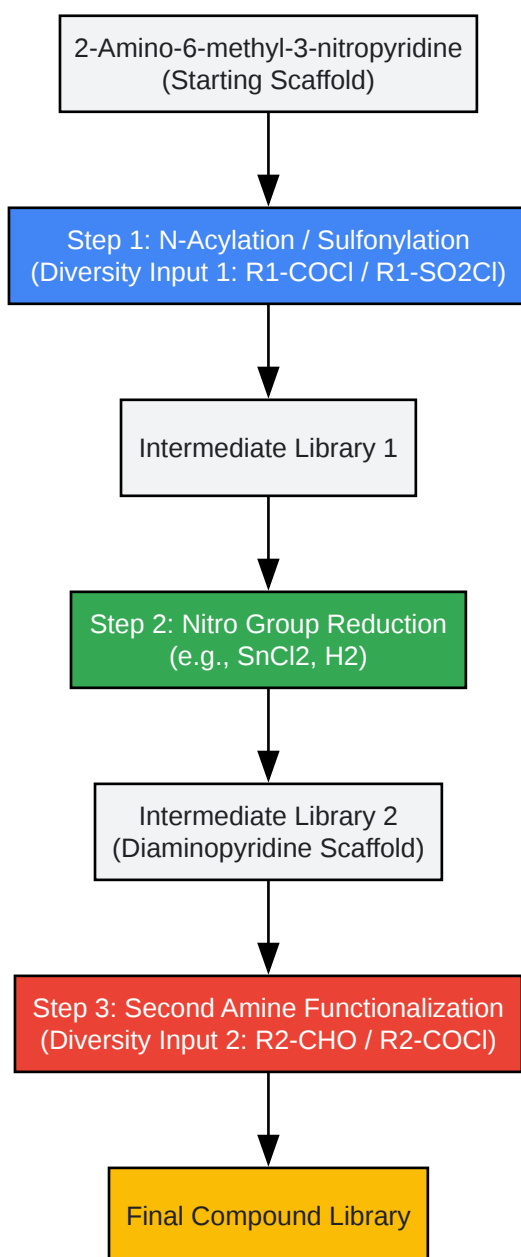 2-Amino-6-methyl-3-nitropyridine
(Starting Scaffold)
Step 1: N-Acylation / Sulfonylation
(Diversity Input 1: R1-COCl / R1-SO2Cl)
Intermediate Library 1
Step 2: Nitro Group Reduction
(e.g., SnCl2, H2)
Intermediate Library 2
(Diaminopyridine Scaffold)
Step 3: Second Amine Functionalization
(Diversity Input 2: R2-CHO / R2-COCl)
Final Compound Library